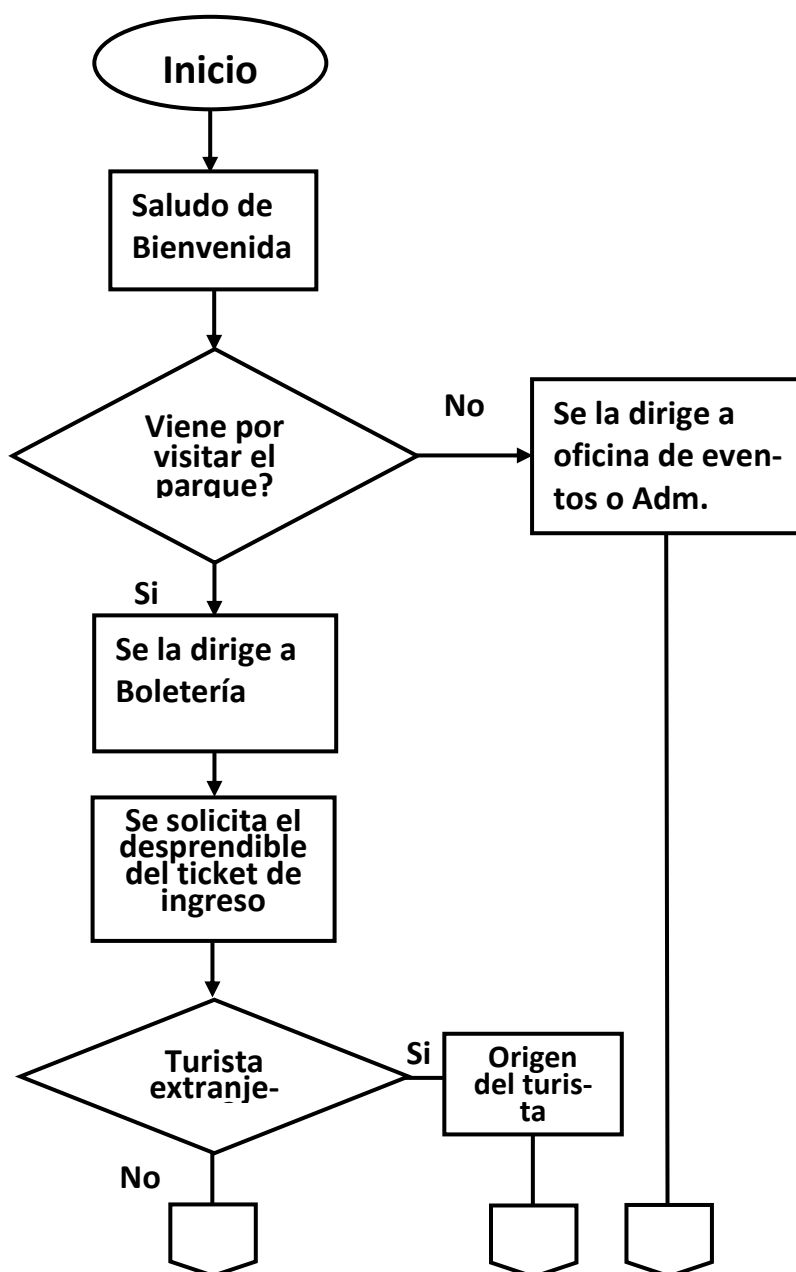 Inicio
Saludo de
Bienvenida
Viene por
visitar el
parque?
No
Se la dirige a
oficina de even-
tos o Adm.
Si
Se la dirige a
Boletería
Se solicita el
desprendible
del ticket de
ingreso
Turista
extranje-
Si
Origen
del turis-
ta
No